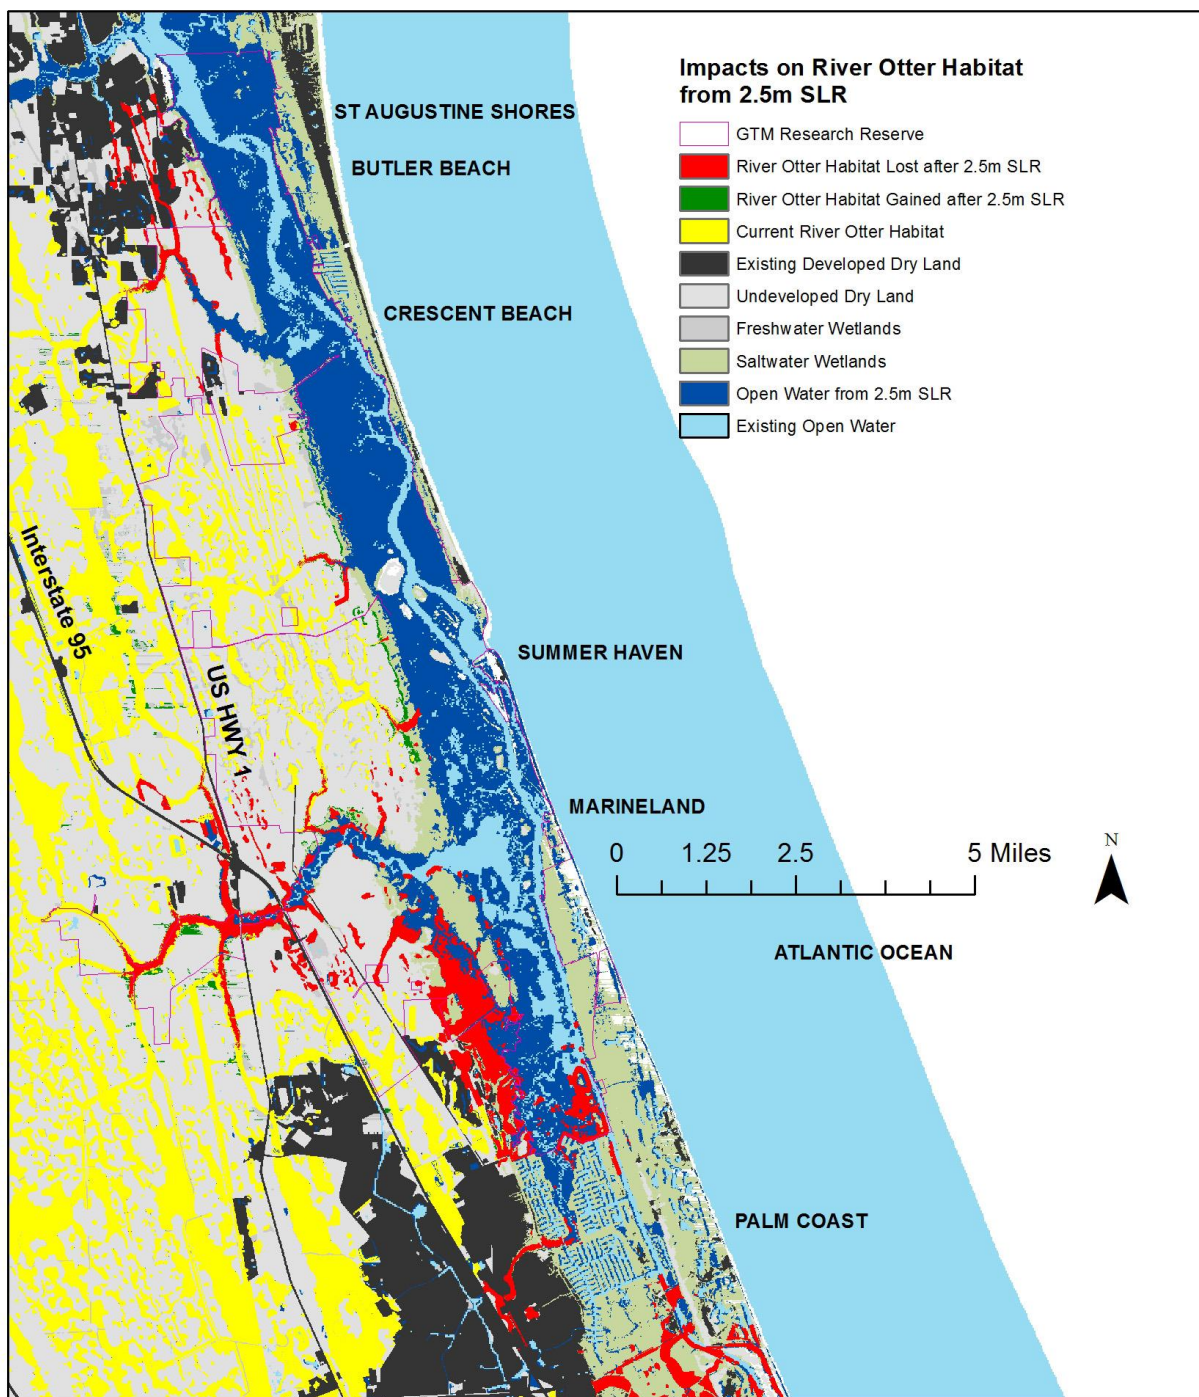 Impacts on River Otter Habitat
from 2.5m SLR
GTM Research Reserve
River Otter Habitat Lost after 2.5m SLR
River Otter Habitat Gained after 2.5m SLR
Current River Otter Habitat
Existing Developed Dry Land
Undeveloped Dry Land
Freshwater Wetlands
Saltwater Wetlands
Open Water from 2.5m SLR
Existing Open Water
ST AUGUSTINE SHORES
BUTLER BEACH
CRESCENT BEACH
Interstate 95
US HWY 1
SUMMER HAVEN
MARINELAND
0 1.25 2.5 5 Miles
N
ATLANTIC OCEAN
PALM COAST